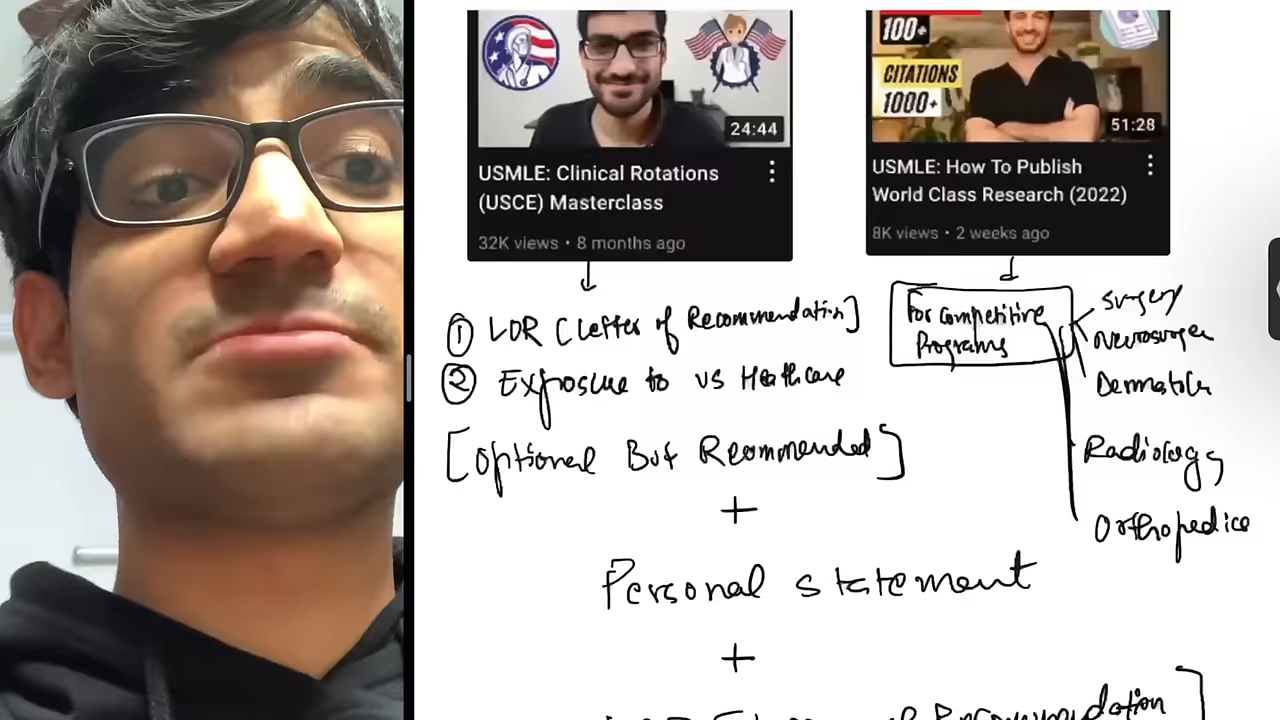 24:44
USMLE: Clinical Rotations
(USCE) Masterclass
32K views • 8 months ago
100+
CITATIONS
1000+
51:28
USMLE: How To Publish
World Class Research (2022)
8K views • 2 weeks ago
① LOR [Letter of Recommendation]
② Exposure to US Healthcare
[Optional But Recommended]
For Competitive
Programs
Surgery
Neurosurgery
Dermatology
Radiology
Orthopedics
+
Personal statement
+
Recommendation]